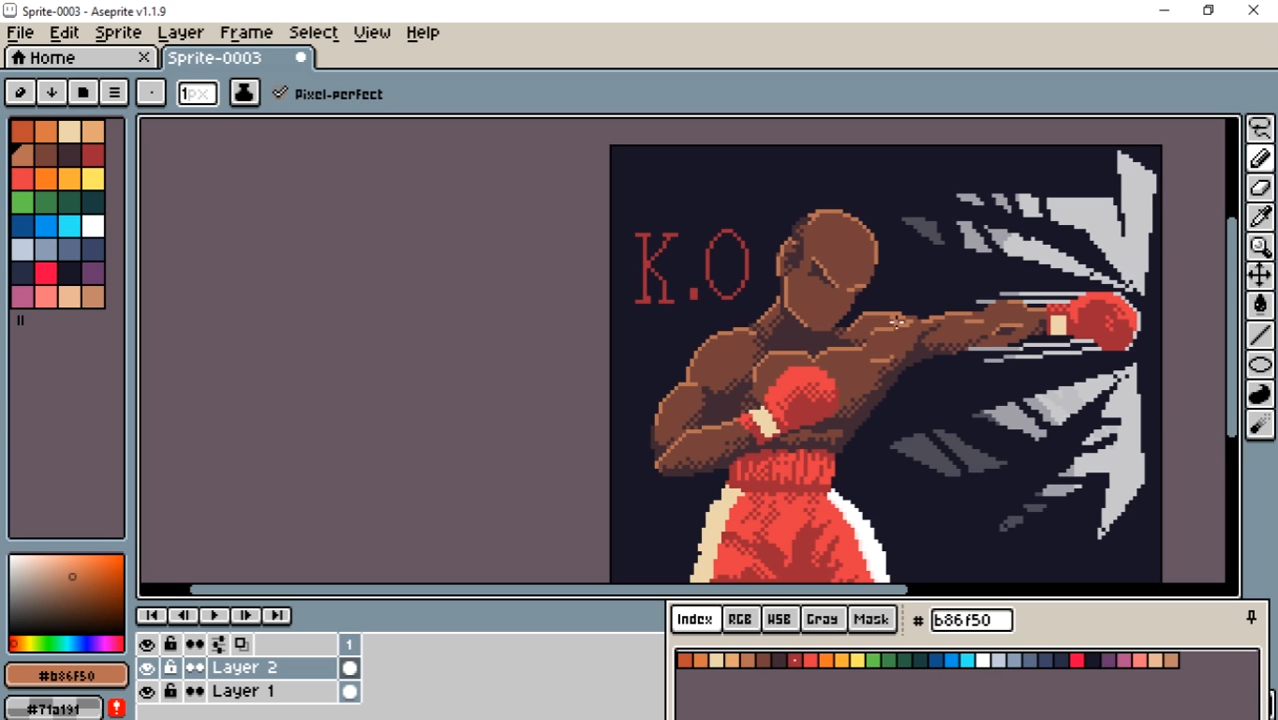 Sprite-0003 - Aseprite v1.1.9
File Edit Sprite Layer Frame Select View Help
Home
Sprite-0003
1px
Pixel-perfect
K.O
Index RGB HSB Gray Mask # b86f50
1
Layer 2
Layer 1
#b86f50
#71a191